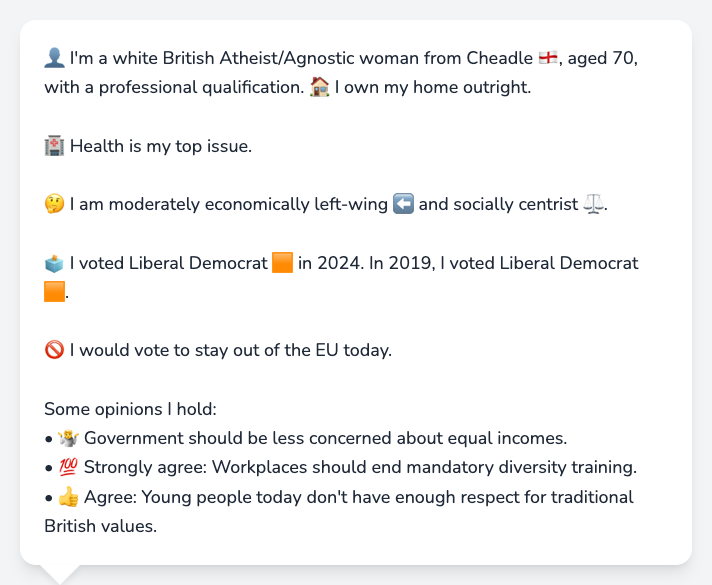 👤 I'm a white British Atheist/Agnostic woman from Cheadle 🏴󠁧󠁢󠁥󠁮󠁧󠁿, aged 70,
with a professional qualification. 🏠 I own my home outright.
🏥 Health is my top issue.
🤔 I am moderately economically left-wing ⬅️ and socially centrist ⚖️.
🗳️ I voted Liberal Democrat 🟧 in 2024. In 2019, I voted Liberal Democrat
🟧.
🚫 I would vote to stay out of the EU today.
Some opinions I hold:
• 🤷 Government should be less concerned about equal incomes.
• 💯 Strongly agree: Workplaces should end mandatory diversity training.
• 👍 Agree: Young people today don't have enough respect for traditional
British values.